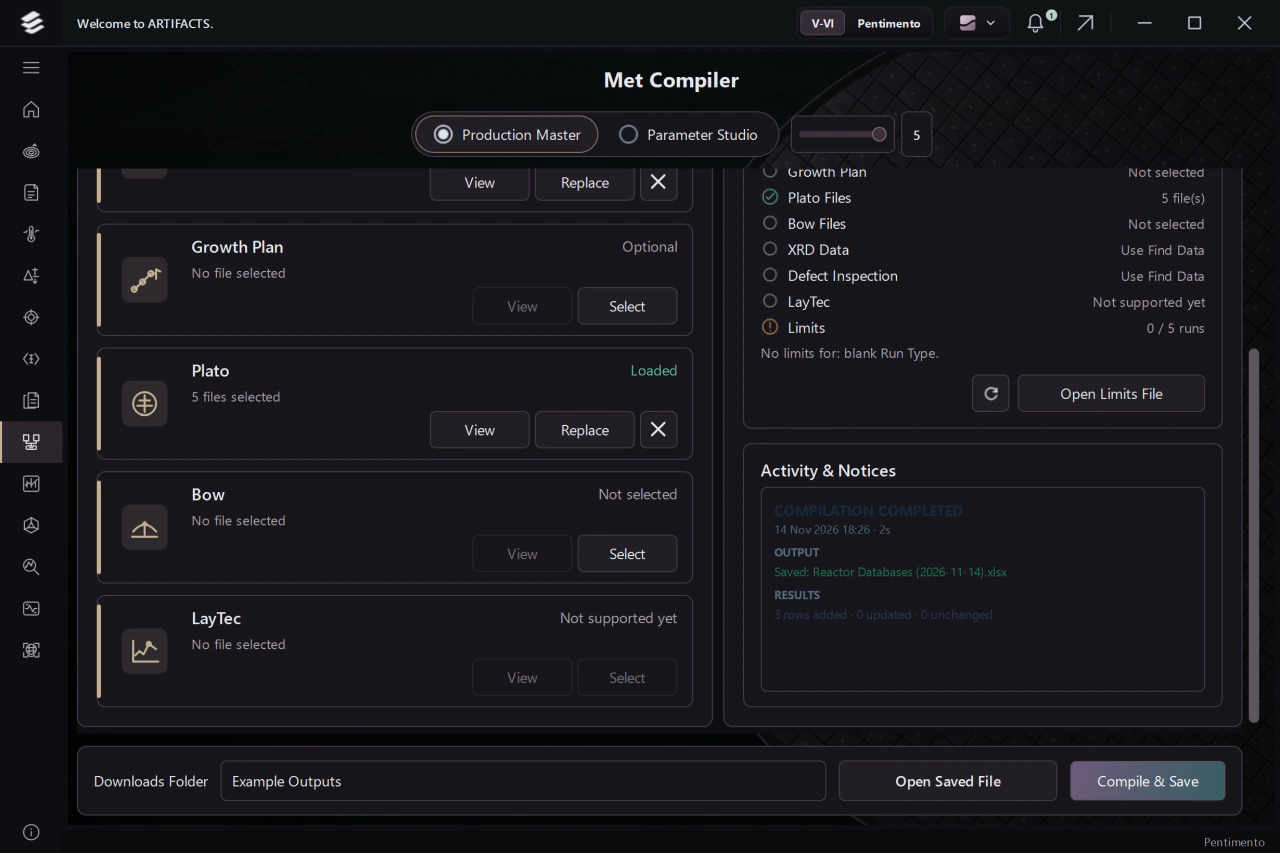 Welcome to ARTIFACTS.
V-VI Pentimento
1
Met Compiler
Production Master
Parameter Studio
5
View
Replace
Growth Plan
Optional
No file selected
View
Select
Plato
Loaded
5 files selected
View
Replace
Bow
Not selected
No file selected
View
Select
LayTec
Not supported yet
No file selected
View
Select
Growth Plan Not selected
Plato Files 5 file(s)
Bow Files Not selected
XRD Data Use Find Data
Defect Inspection Use Find Data
LayTec Not supported yet
Limits 0 / 5 runs
No limits for: blank Run Type.
Open Limits File
Activity & Notices
COMPILATION COMPLETED
14 Nov 2026 18:26 · 2s
OUTPUT
Saved: Reactor Databases (2026-11-14).xlsx
RESULTS
3 rows added · 0 updated · 0 unchanged
Downloads Folder
Example Outputs
Open Saved File
Compile & Save
Pentimento